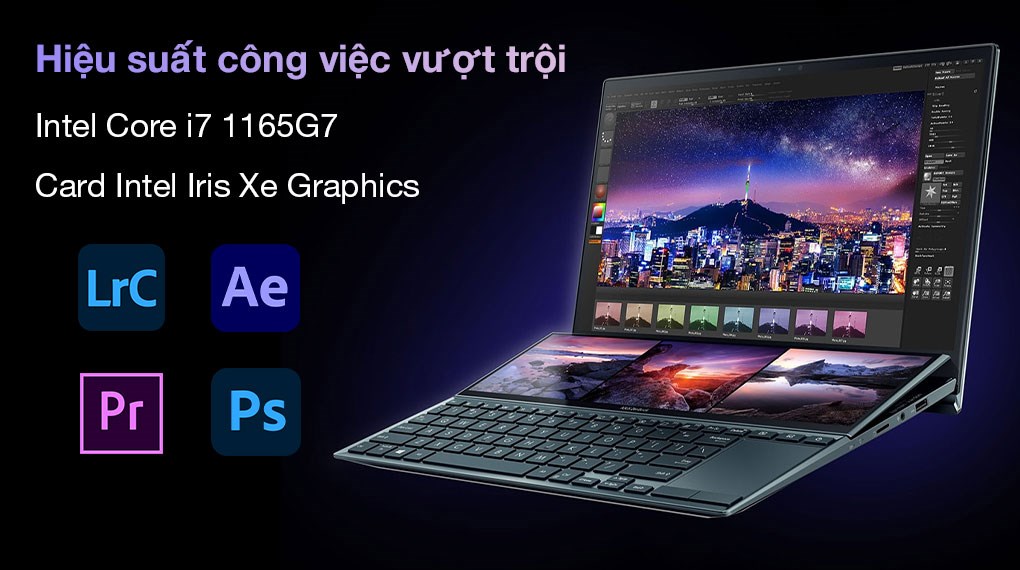 Hiệu suất công việc vượt trội
Intel Core i7 1165G7
Card Intel Iris Xe Graphics
LrC
Ae
Pr
Ps